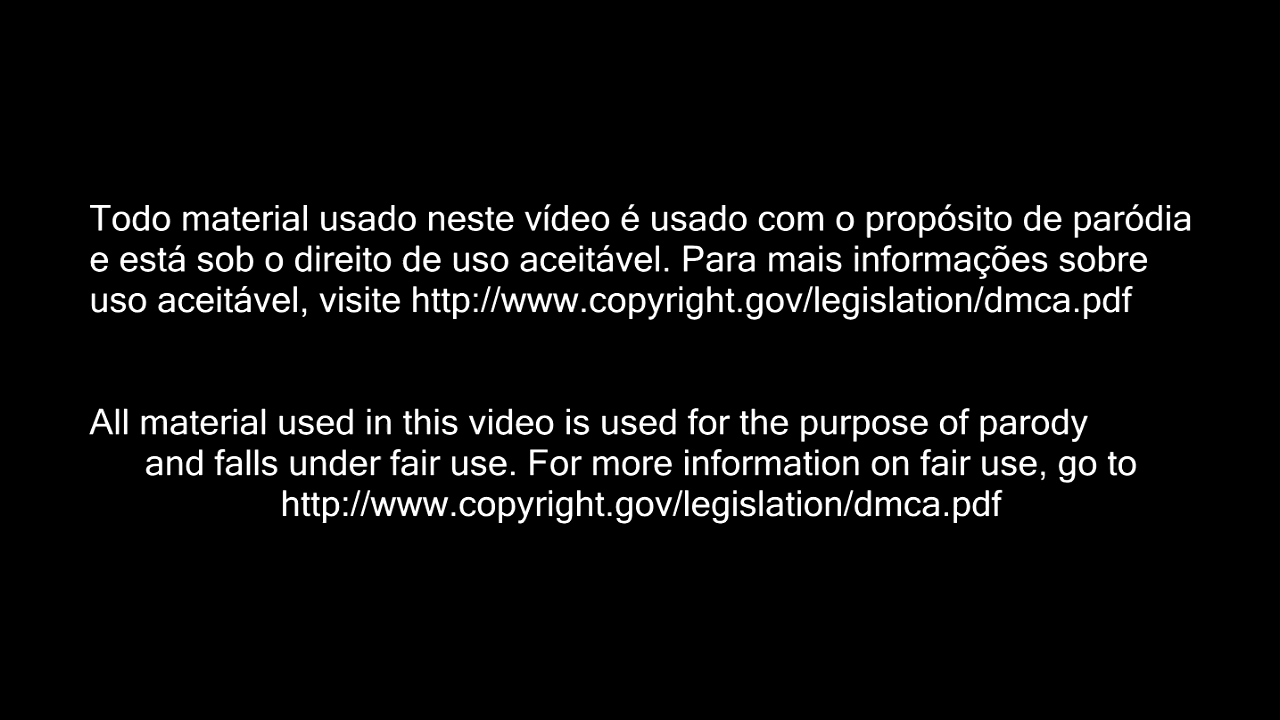 Todo material usado neste vídeo é usado com o propósito de paródia
e está sob o direito de uso aceitável. Para mais informações sobre
uso aceitável, visite http://www.copyright.gov/legislation/dmca.pdf
All material used in this video is used for the purpose of parody
and falls under fair use. For more information on fair use, go to
http://www.copyright.gov/legislation/dmca.pdf